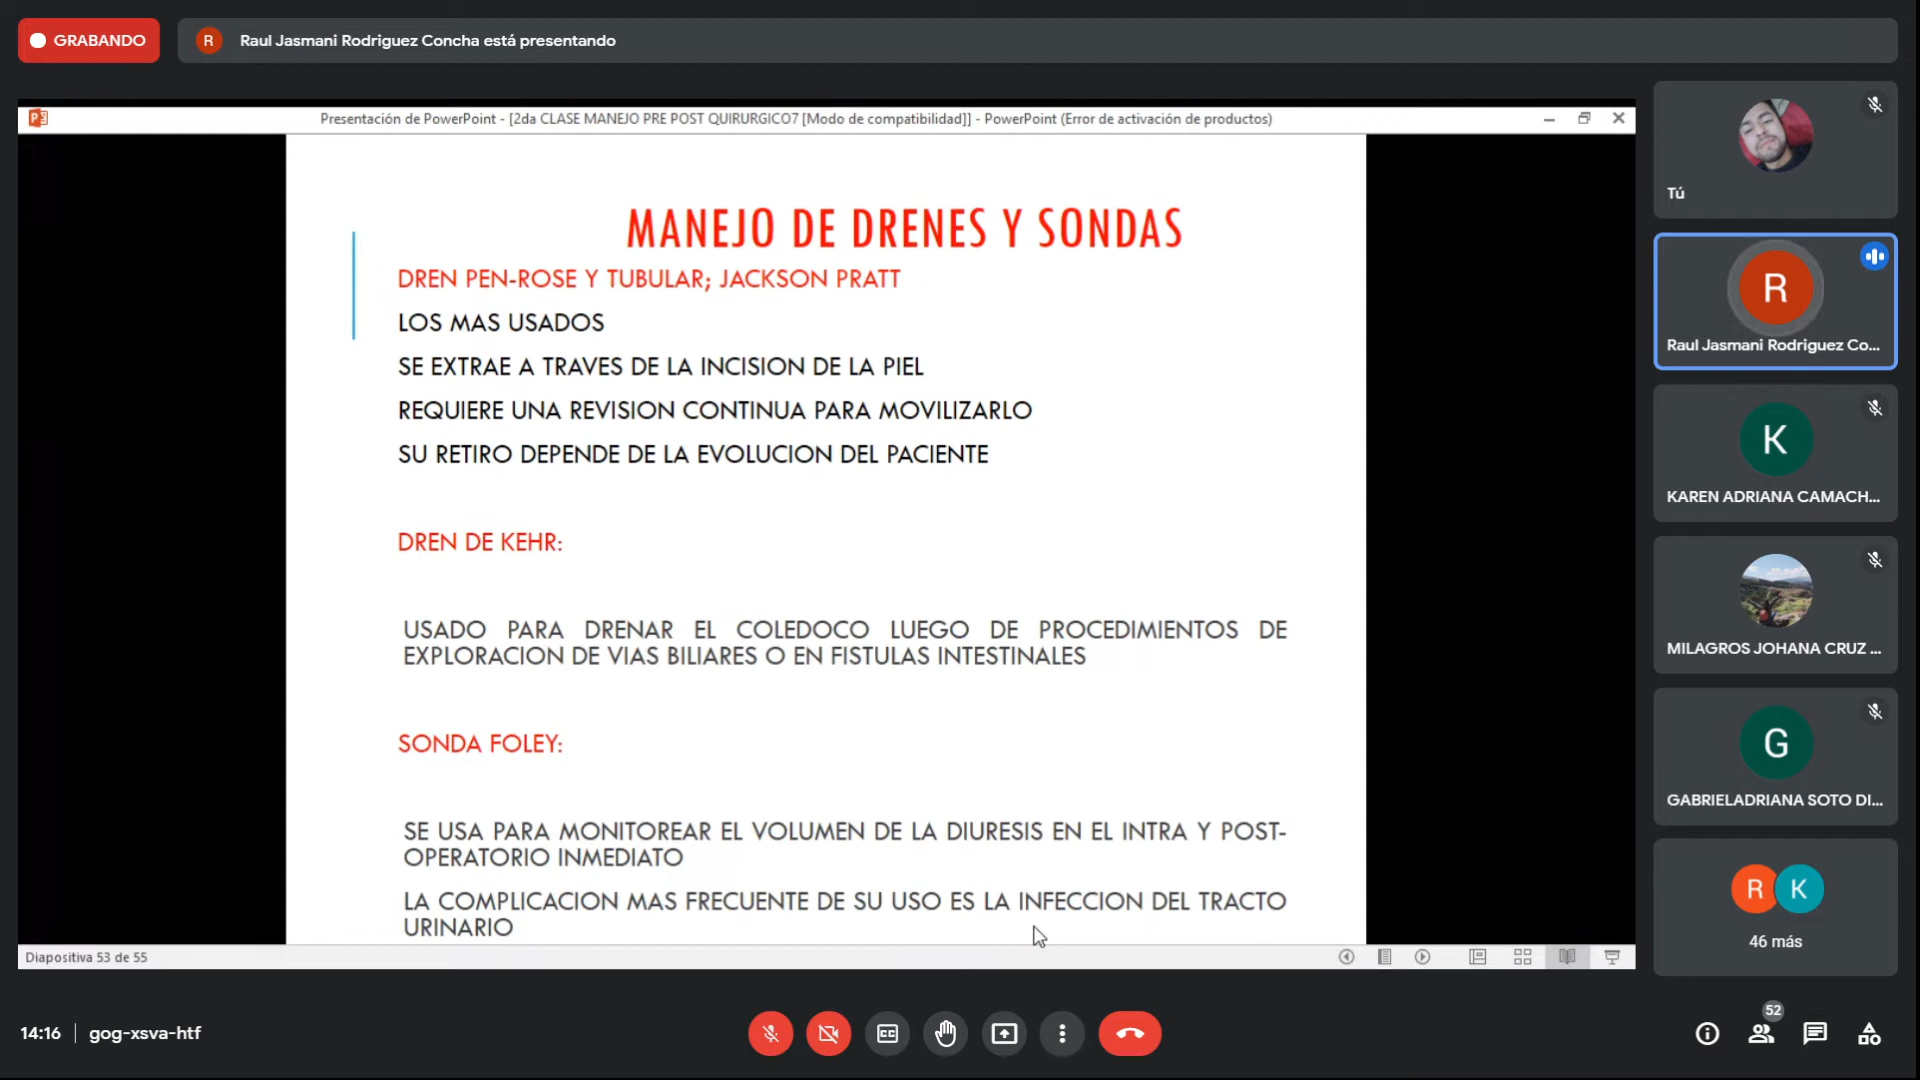 GRABANDO
R Raul Jasmani Rodriguez Concha está presentando
Presentación de PowerPoint - [2da CLASE MANEJO PRE POST QUIRURGICO7 [Modo de compatibilidad]] - PowerPoint (Error de activación de productos)
MANEJO DE DRENES Y SONDAS
DREN PEN-ROSE Y TUBULAR; JACKSON PRATT
LOS MAS USADOS
SE EXTRAE A TRAVES DE LA INCISION DE LA PIEL
REQUIERE UNA REVISION CONTINUA PARA MOVILIZARLO
SU RETIRO DEPENDE DE LA EVOLUCION DEL PACIENTE
DREN DE KEHR:
USADO PARA DRENAR EL COLEDOCO LUEGO DE PROCEDIMIENTOS DE
EXPLORACION DE VIAS BILIARES O EN FISTULAS INTESTINALES
SONDA FOLEY:
SE USA PARA MONITOREAR EL VOLUMEN DE LA DIURESIS EN EL INTRA Y POST-
OPERATORIO INMEDIATO
LA COMPLICACION MAS FRECUENTE DE SU USO ES LA INFECCION DEL TRACTO
URINARIO
Diapositiva 53 de 55
Tú
R
Raul Jasmani Rodriguez Co...
K
KAREN ADRIANA CAMACH...
MILAGROS JOHANA CRUZ ...
G
GABRIELADRIANA SOTO DI...
R K
46 más
14:16 | gog-xsva-htf
CC
52